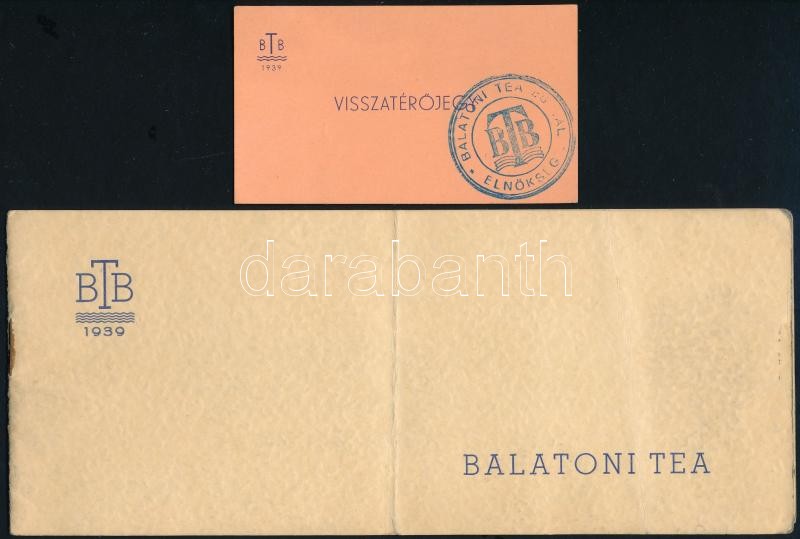 BTB
1939
VISSZATÉRŐJEGY
BALATONI TEA
BTB
ELNÖKSÉG
darabanth
BTB
1939
BALATONI TEA